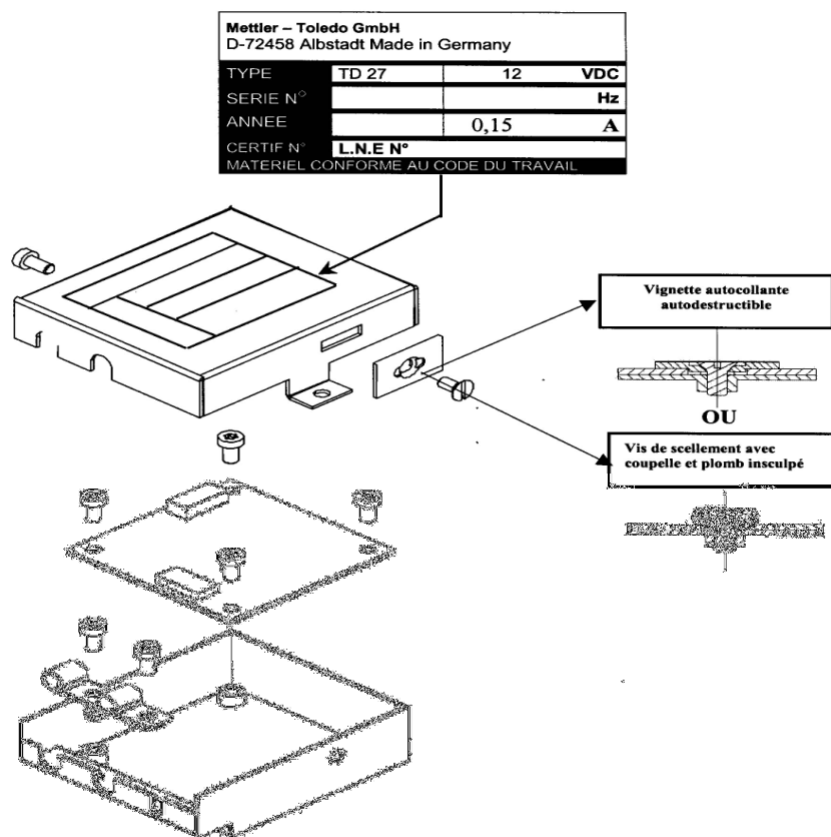 Mettler – Toledo GmbH
D-72458 Albstadt Made in Germany
TYPE TD 27 12 VDC
SERIE N° Hz
ANNEE 0,15 A
CERTIF N° L.N.E N°
MATERIEL CONFORME AU CODE DU TRAVAIL
Vignette autocollante
autodestructible
OU
Vis de scellement avec
coupelle et plomb insculpé